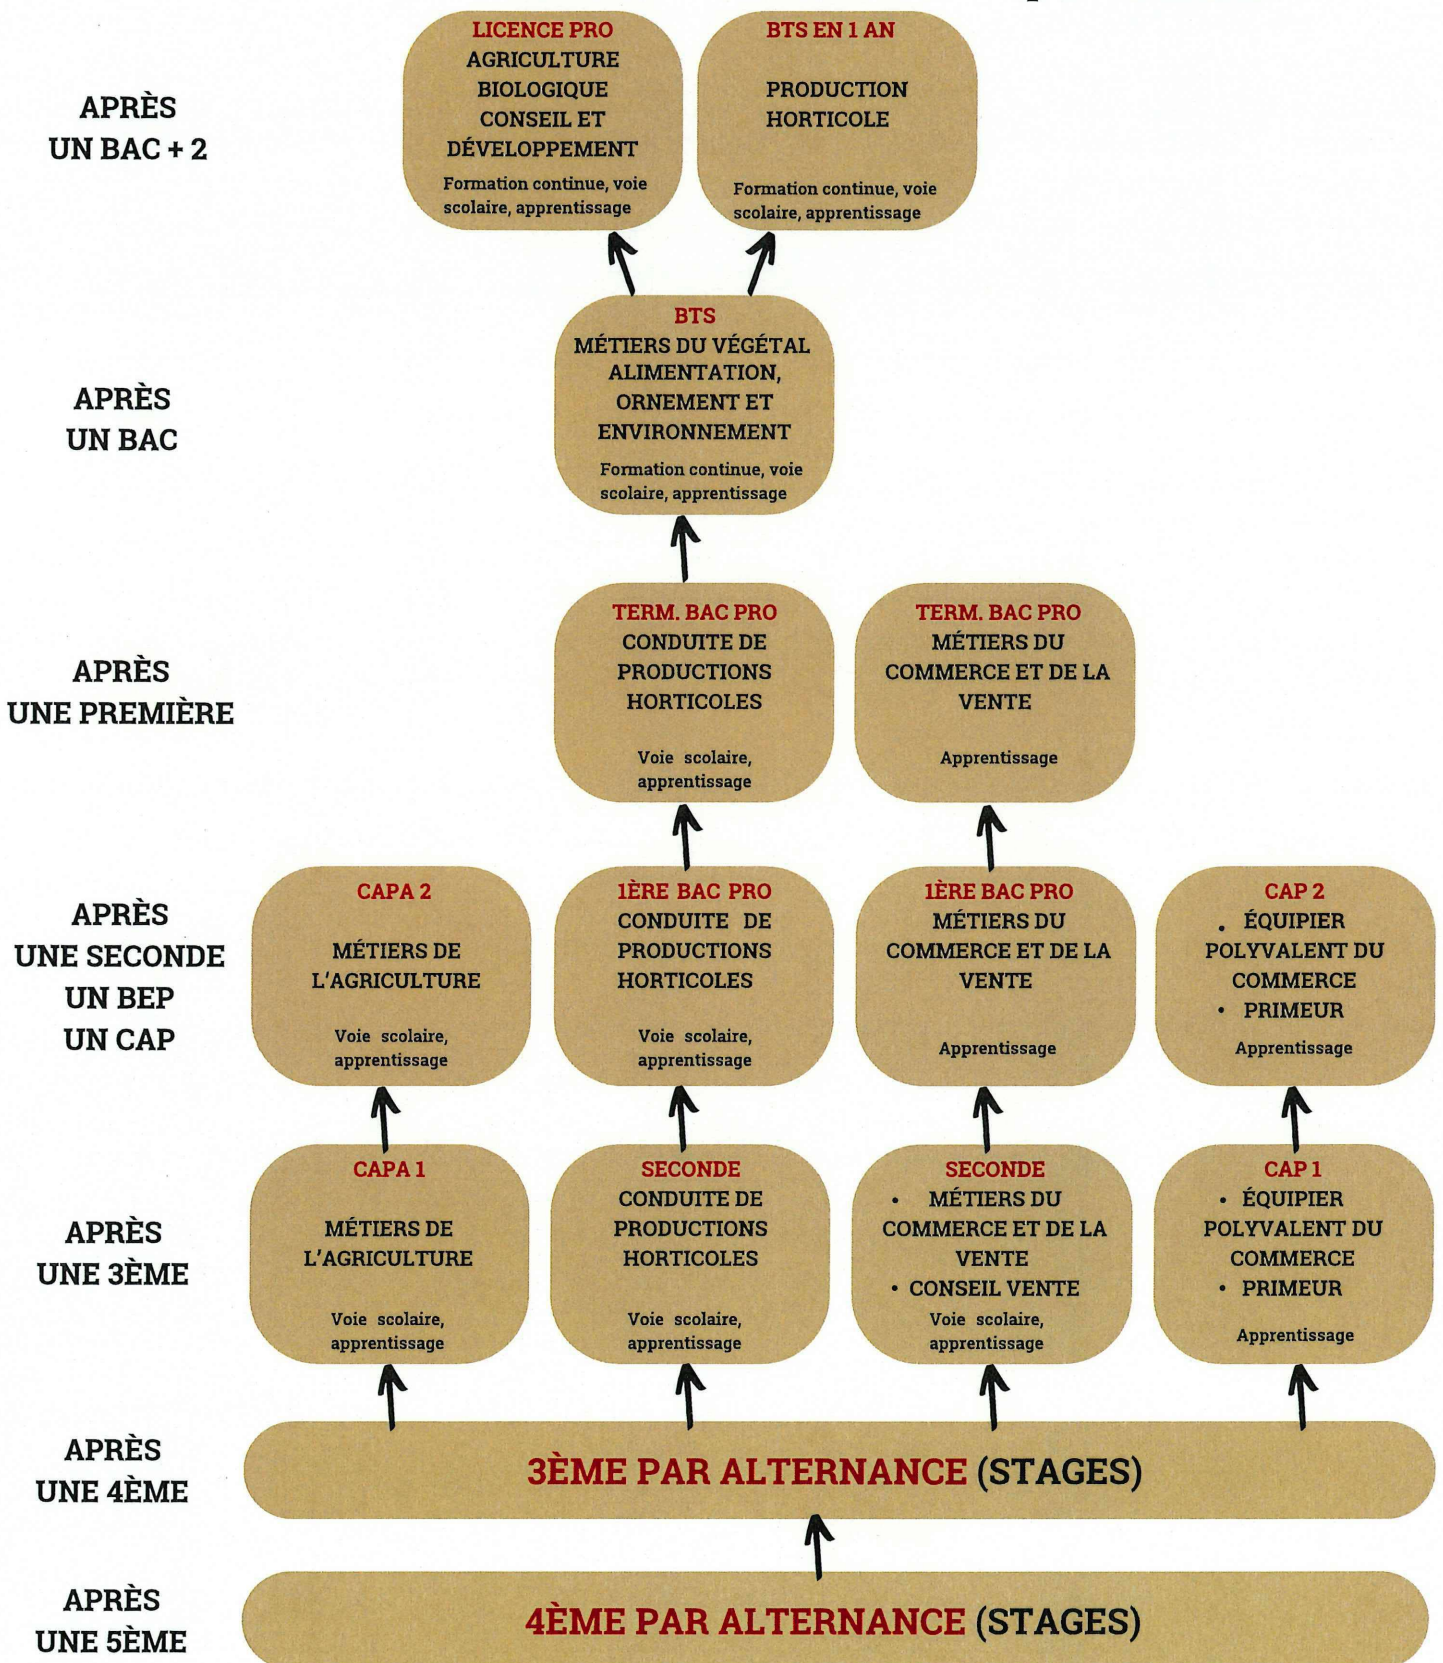 LICENCE PRO
AGRICULTURE
BIOLOGIQUE
CONSEIL ET
DÉVELOPPEMENT
Formation continue, voie
scolaire, apprentissage
BTS EN 1 AN
PRODUCTION
HORTICOLE
Formation continue, voie
scolaire, apprentissage
APRÈS
UN BAC + 2
BTS
MÉTIERS DU VÉGÉTAL
ALIMENTATION,
ORNEMENT ET
ENVIRONNEMENT
Formation continue, voie
scolaire, apprentissage
APRÈS
UN BAC
TERM. BAC PRO
CONDUITE DE
PRODUCTIONS
HORTICOLES
Voie scolaire,
apprentissage
TERM. BAC PRO
MÉTIERS DU
COMMERCE ET DE LA
VENTE
Apprentissage
APRÈS
UNE PREMIÈRE
CAPA 2
MÉTIERS DE
L'AGRICULTURE
Voie scolaire,
apprentissage
1ÈRE BAC PRO
CONDUITE DE
PRODUCTIONS
HORTICOLES
Voie scolaire,
apprentissage
1ÈRE BAC PRO
MÉTIERS DU
COMMERCE ET DE LA
VENTE
Apprentissage
CAP 2
• ÉQUIPIER
POLYVALENT DU
COMMERCE
• PRIMEUR
Apprentissage
APRÈS
UNE SECONDE
UN BEP
UN CAP
CAPA 1
MÉTIERS DE
L'AGRICULTURE
Voie scolaire,
apprentissage
SECONDE
CONDUITE DE
PRODUCTIONS
HORTICOLES
Voie scolaire,
apprentissage
SECONDE
• MÉTIERS DU
COMMERCE ET DE LA
VENTE
• CONSEIL VENTE
Voie scolaire,
apprentissage
CAP 1
• ÉQUIPIER
POLYVALENT DU
COMMERCE
• PRIMEUR
Apprentissage
APRÈS
UNE 3ÈME
APRÈS
UNE 4ÈME
3ÈME PAR ALTERNANCE (STAGES)
APRÈS
UNE 5ÈME
4ÈME PAR ALTERNANCE (STAGES)